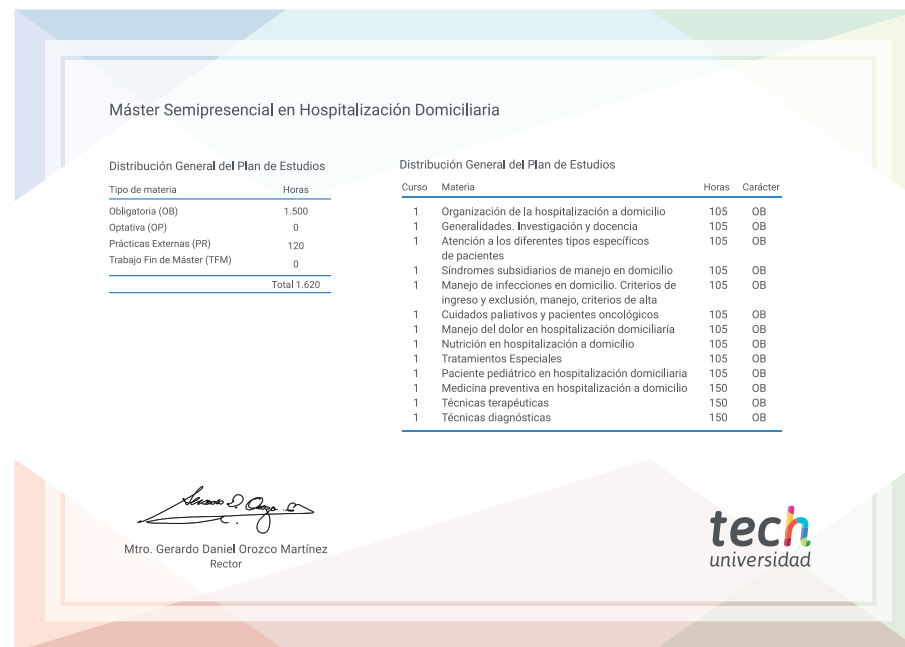 Máster Semipresencial en Hospitalización Domiciliaria
Distribución General del Plan de Estudios
Tipo de materia Horas
Obligatoria (OB) 1.500
Optativa (OP) 0
Prácticas Externas (PR) 120
Trabajo Fin de Máster (TFM) 0
Total 1.620
Distribución General del Plan de Estudios
Curso Materia Horas Carácter
1 Organización de la hospitalización a domicilio 105 OB
1 Generalidades. Investigación y docencia 105 OB
1 Atención a los diferentes tipos específicos 105 OB
de pacientes
1 Síndromes subsidiarios de manejo en domicilio 105 OB
1 Manejo de infecciones en domicilio. Criterios de 105 OB
ingreso y exclusión, manejo, criterios de alta
1 Cuidados paliativos y pacientes oncológicos 105 OB
1 Manejo del dolor en hospitalización domiciliaría 105 OB
1 Nutrición en hospitalización a domicilio 105 OB
1 Tratamientos Especiales 105 OB
1 Paciente pediátrico en hospitalización domiciliaria 105 OB
1 Medicina preventiva en hospitalización a domicilio 150 OB
1 Técnicas terapéuticas 150 OB
1 Técnicas diagnósticas 150 OB
Mtro. Gerardo Daniel Orozco Martínez
Rector
tech
universidad